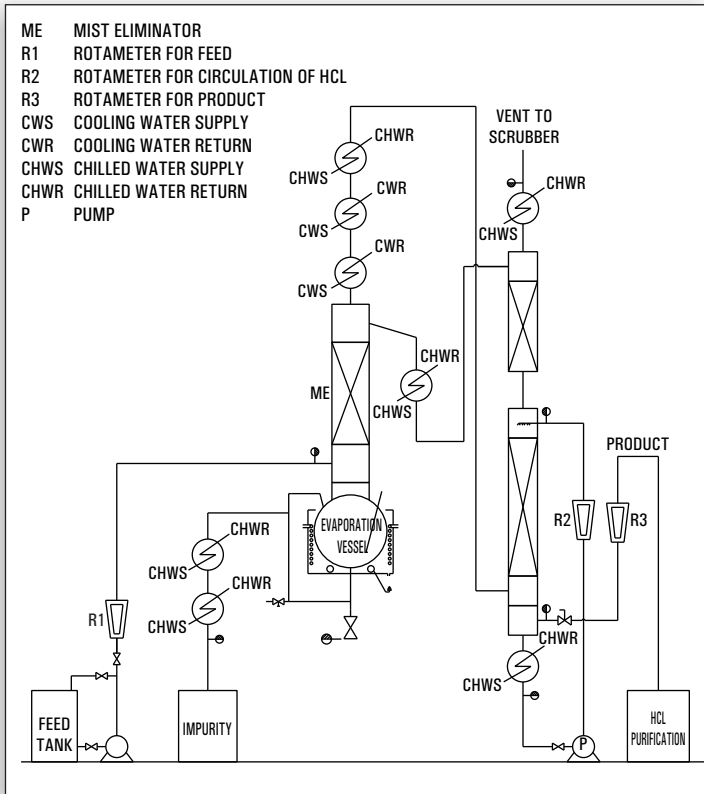 ME MIST ELIMINATOR
R1 ROTAMETER FOR FEED
R2 ROTAMETER FOR CIRCULATION OF HCL
R3 ROTAMETER FOR PRODUCT
CWS COOLING WATER SUPPLY
CWR COOLING WATER RETURN
CHWS CHILLED WATER SUPPLY
CHWR CHILLED WATER RETURN
P PUMP
VENT TO
SCRUBBER
CHWR
CHWS
CWR
CWS
CWR
CWS
CHWR
CHWS
ME
CHWR
CHWS
PRODUCT
R2
R3
EVAPORATION
VESSEL
CHWR
CHWS
CHWR
CHWS
R1
CHWR
CHWS
FEED
TANK
IMPURITY
P
HCL
PURIFICATION